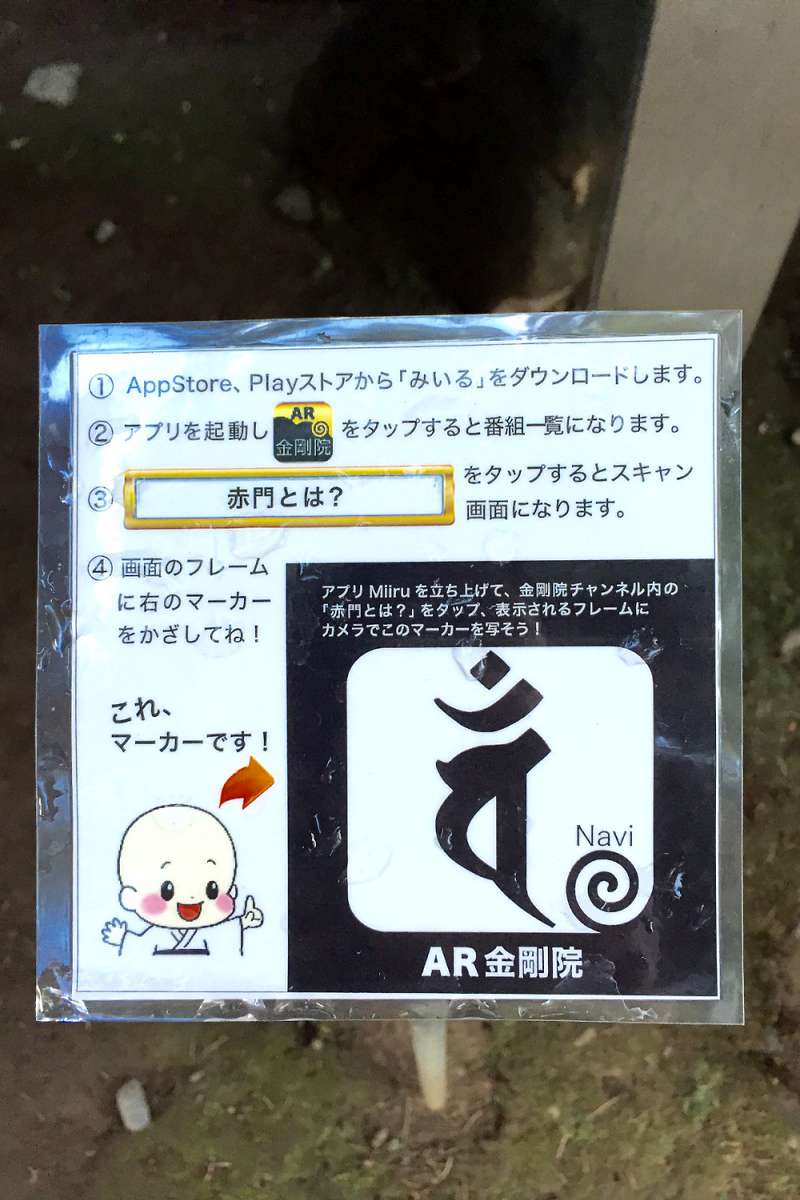 ① AppStore、Playストアから「みいる」をダウンロードします。
② アプリを起動し AR 金剛院 をタップすると番組一覧になります。
③ 赤門とは? をタップするとスキャン
画面になります。
④ 画面のフレーム
に右のマーカー
をかざしてね！
これ、
マーカーです！
アプリ Miiru を立ち上げて、金剛院チャンネル内の
「赤門とは？」をタップ、表示されるフレームに
カメラでこのマーカーを写そう！
Navi
AR 金剛院